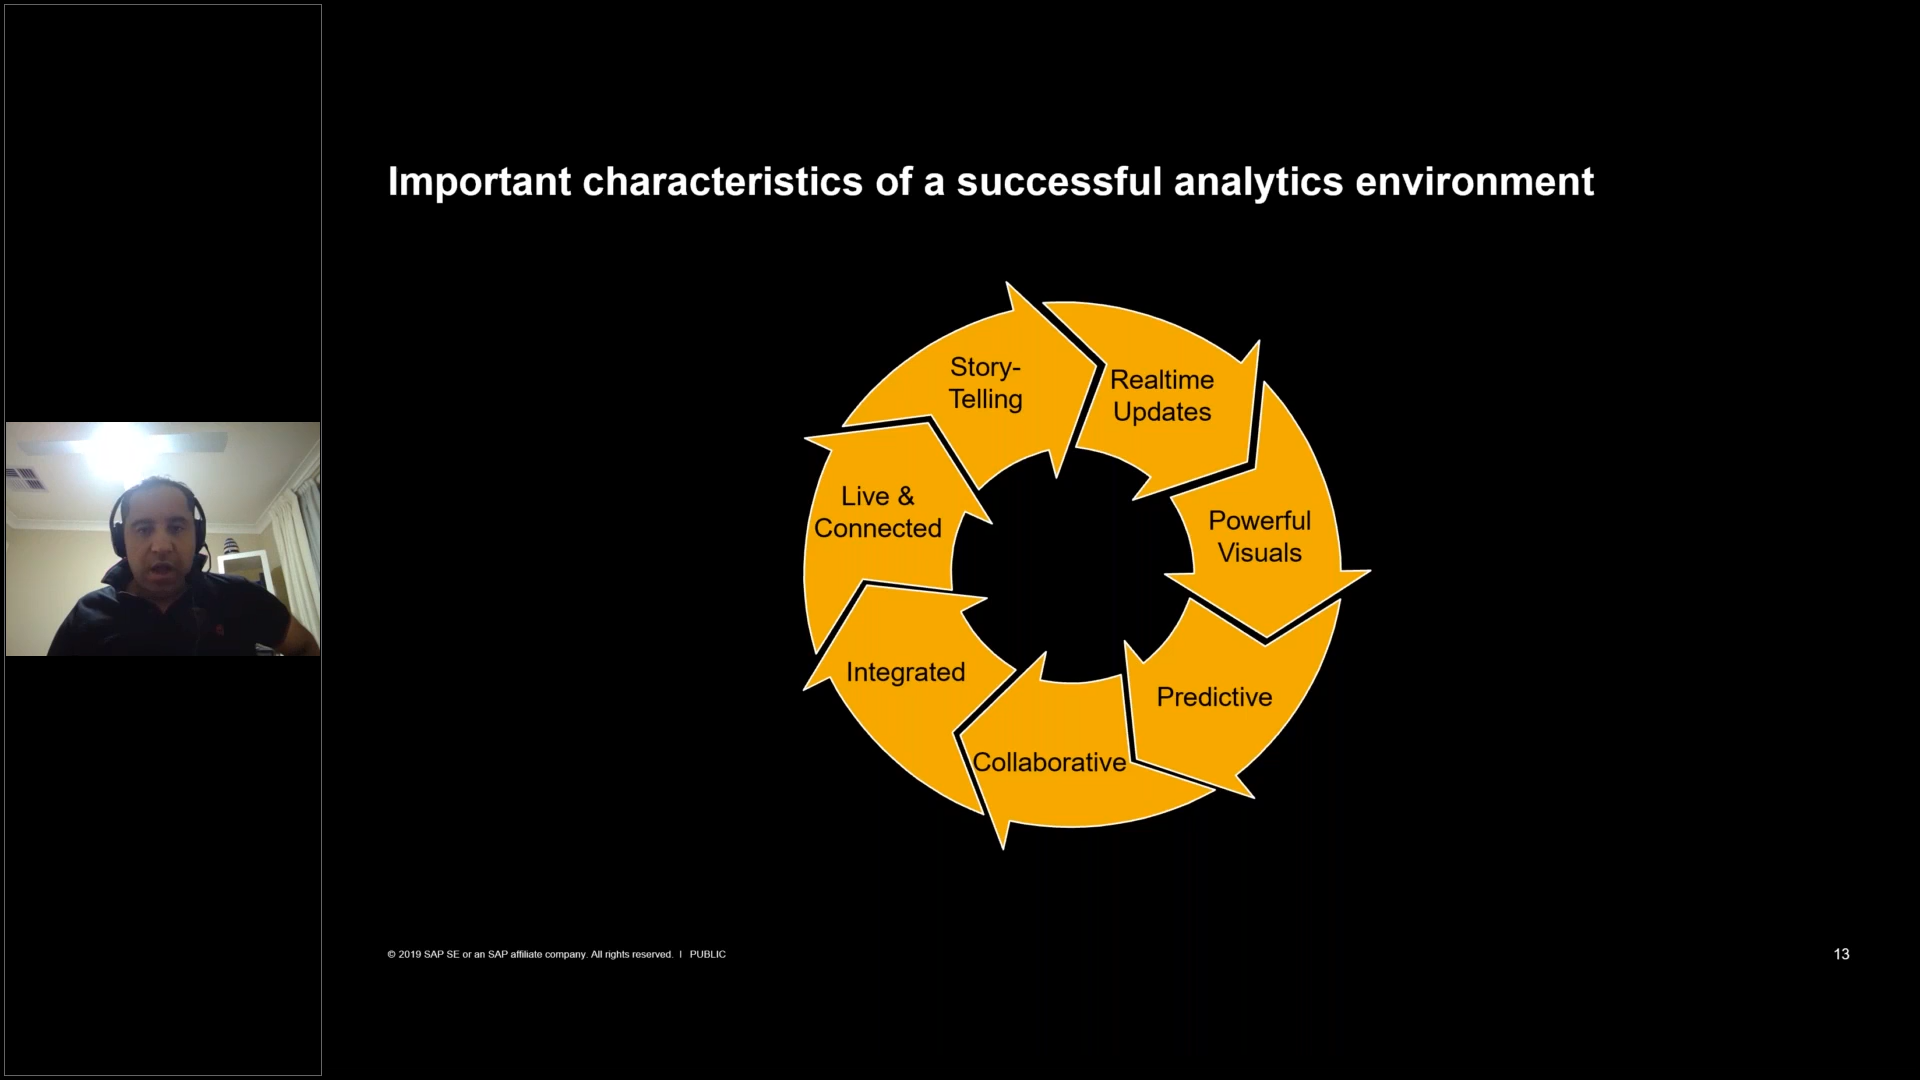 Important characteristics of a successful analytics environment
Story-
Telling
Realtime
Updates
Powerful
Visuals
Predictive
Collaborative
Integrated
Live &
Connected
© 2019 SAP SE or an SAP affiliate company. All rights reserved. I PUBLIC
13